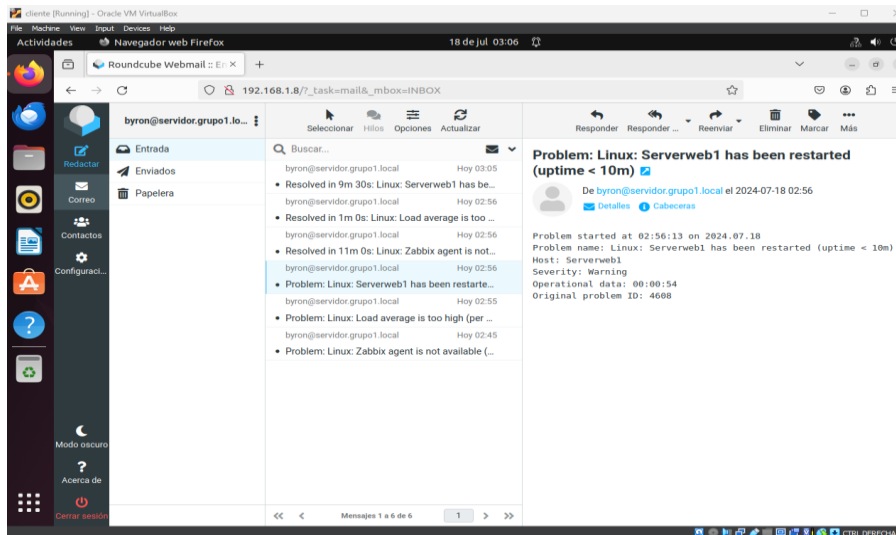 cliente [Running] - Oracle VM VirtualBox
File Machine View Input Devices Help
Actividades Navegador web Firefox 18 de jul 03:06
Roundcube Webmail :: En
192.168.1.8/?_task=mail&_mbox=INBOX
byron@servidor.grupo1.lo...
Redactar
Correo
Contactos
Configuraci...
Modo oscuro
?
Acerca de
Cerrar sesión
Entrada
Enviados
Papelera
Seleccionar Hilos Opciones Actualizar
Buscar...
byron@servidor.grupo1.local Hoy 03:05
• Resolved in 9m 30s: Linux: Serverweb1 has be...
byron@servidor.grupo1.local Hoy 02:56
• Resolved in 1m 0s: Linux: Load average is too ...
byron@servidor.grupo1.local Hoy 02:56
• Resolved in 11m 0s: Linux: Zabbix agent is not...
byron@servidor.grupo1.local Hoy 02:56
• Problem: Linux: Serverweb1 has been restarte...
byron@servidor.grupo1.local Hoy 02:55
• Problem: Linux: Load average is too high (per ...
byron@servidor.grupo1.local Hoy 02:45
• Problem: Linux: Zabbix agent is not available (...
Mensajes 1 a 6 de 6 1
Responder Responder ... Reenviar Eliminar Marcar Más
Problem: Linux: Serverweb1 has been restarted
(uptime < 10m)
De byron@servidor.grupo1.local el 2024-07-18 02:56
Detalles Cabeceras
Problem started at 02:56:13 on 2024.07.18
Problem name: Linux: Serverweb1 has been restarted (uptime < 10m)
Host: Serverweb1
Severity: Warning
Operational data: 00:00:54
Original problem ID: 4608
CTRL DERECHA